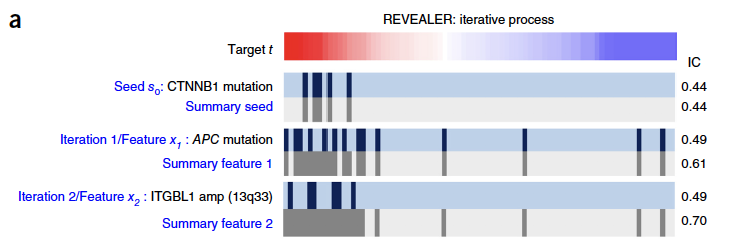 a
REVEALER: iterative process
Target t
IC
Seed s0: CTNNB1 mutation 0.44
Summary seed 0.44
Iteration 1/Feature x1 : APC mutation 0.49
Summary feature 1 0.61
Iteration 2/Feature x2 : ITGBL1 amp (13q33) 0.49
Summary feature 2 0.70